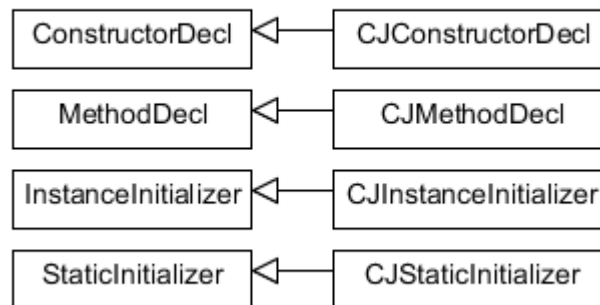 ConstructorDecl CJConstructorDecl
MethodDecl CJMethodDecl
InstanceInitializer CJInstanceInitializer
StaticInitializer CJStaticInitializer